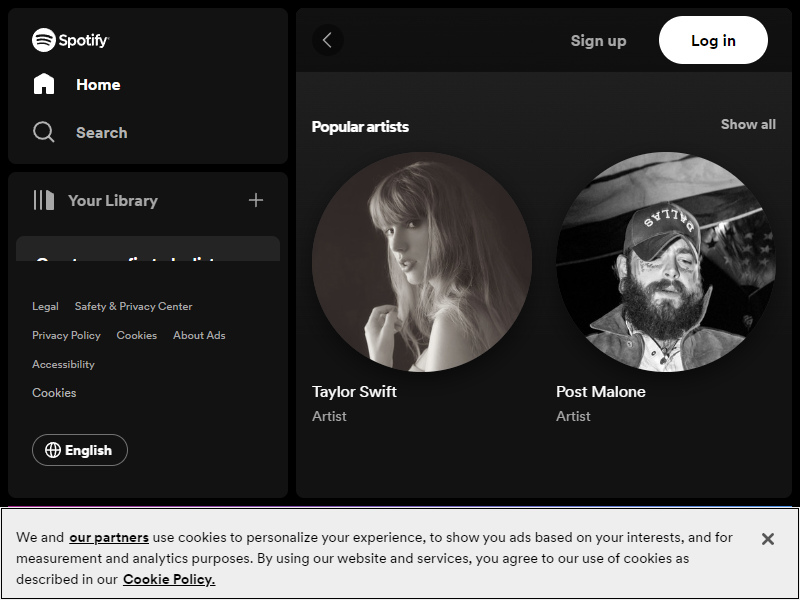 Spotify
Home
Search
Your Library
Legal
Safety & Privacy Center
Privacy Policy
Cookies
About Ads
Accessibility
Cookies
English
Sign up
Log in
Popular artists
Show all
DALLAS
Taylor Swift
Artist
Post Malone
Artist
We and our partners use cookies to personalize your experience, to show you ads based on your interests, and for
measurement and analytics purposes. By using our website and services, you agree to our use of cookies as
described in our Cookie Policy.